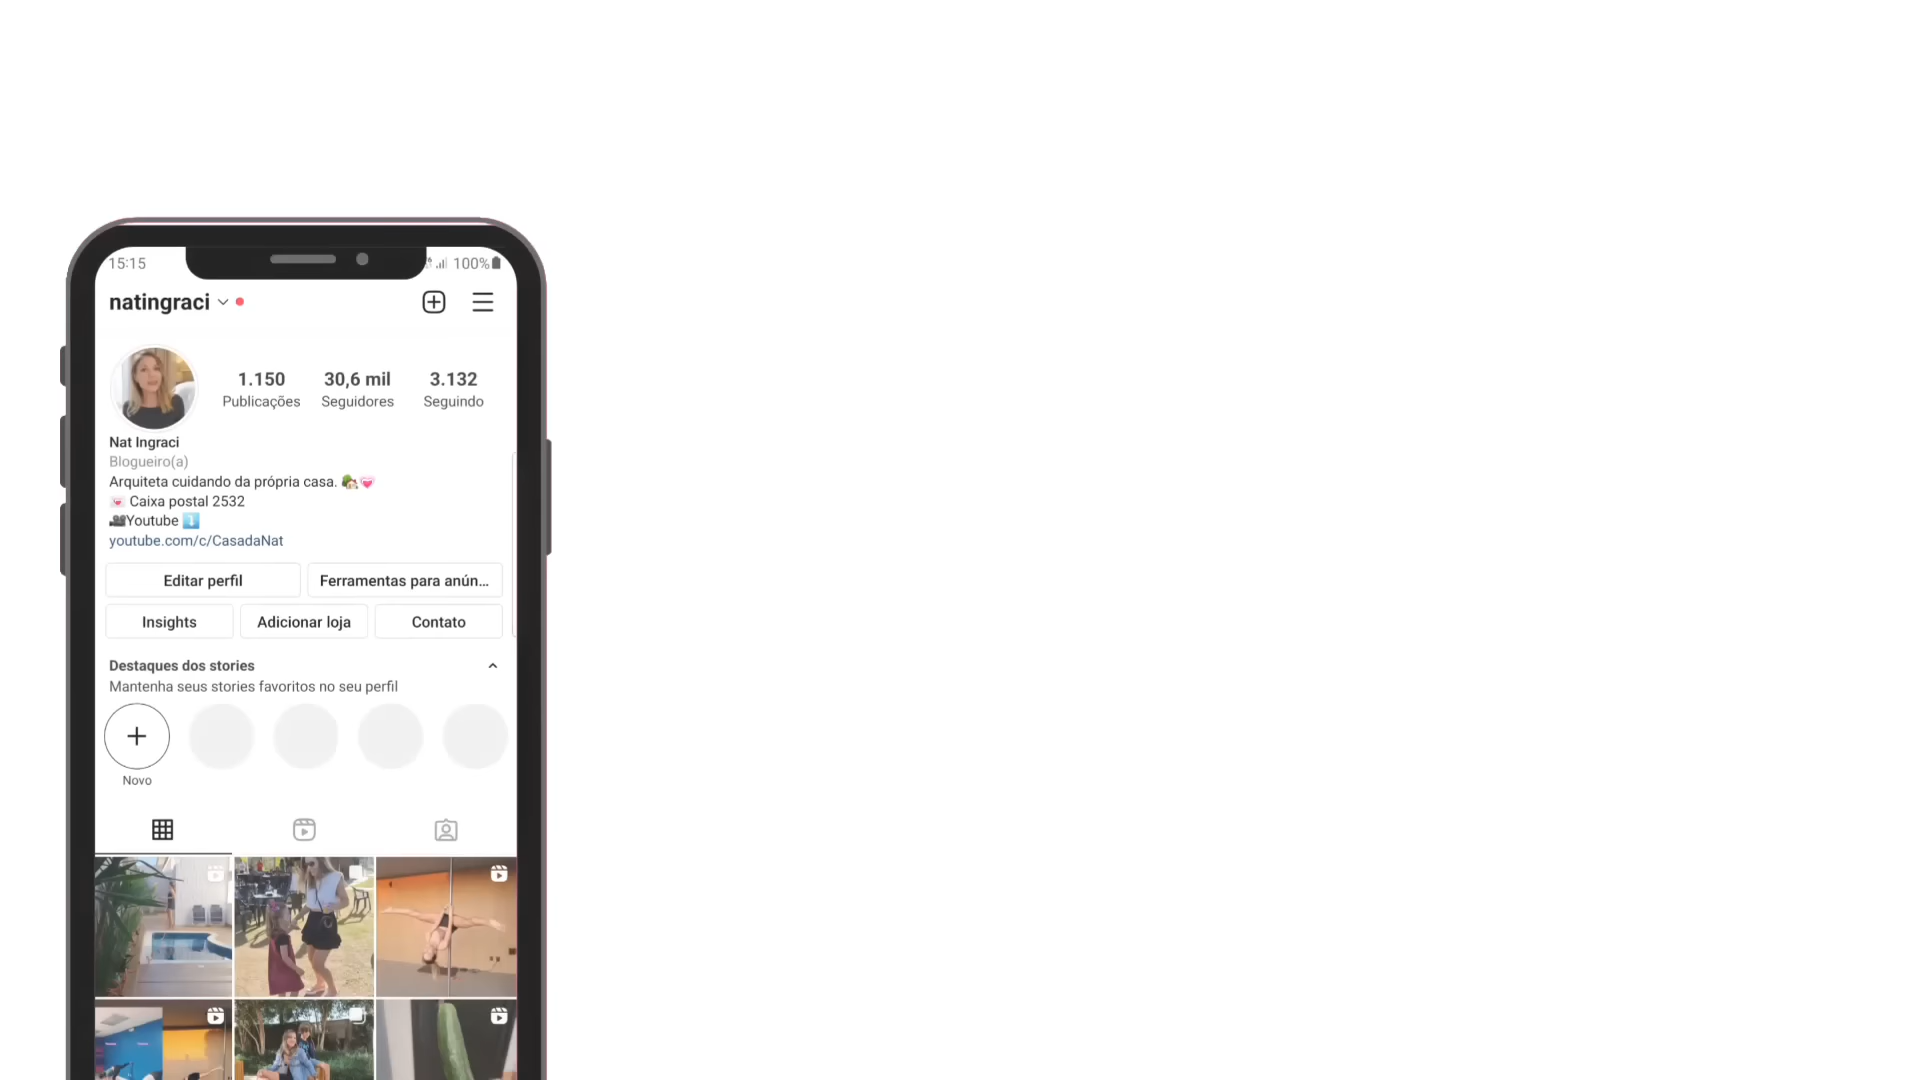 15:15
100%
natingraci
1.150 30,6 mil 3.132
Publicações Seguidores Seguindo
Nat Ingraci
Blogueiro(a)
Arquiteta cuidando da própria casa. 🏡💗
💌 Caixa postal 2532
🎥Youtube ⤵️
youtube.com/c/CasadaNat
Editar perfil Ferramentas para anún...
Insights Adicionar loja Contato
Destaques dos stories
Mantenha seus stories favoritos no seu perfil
Novo